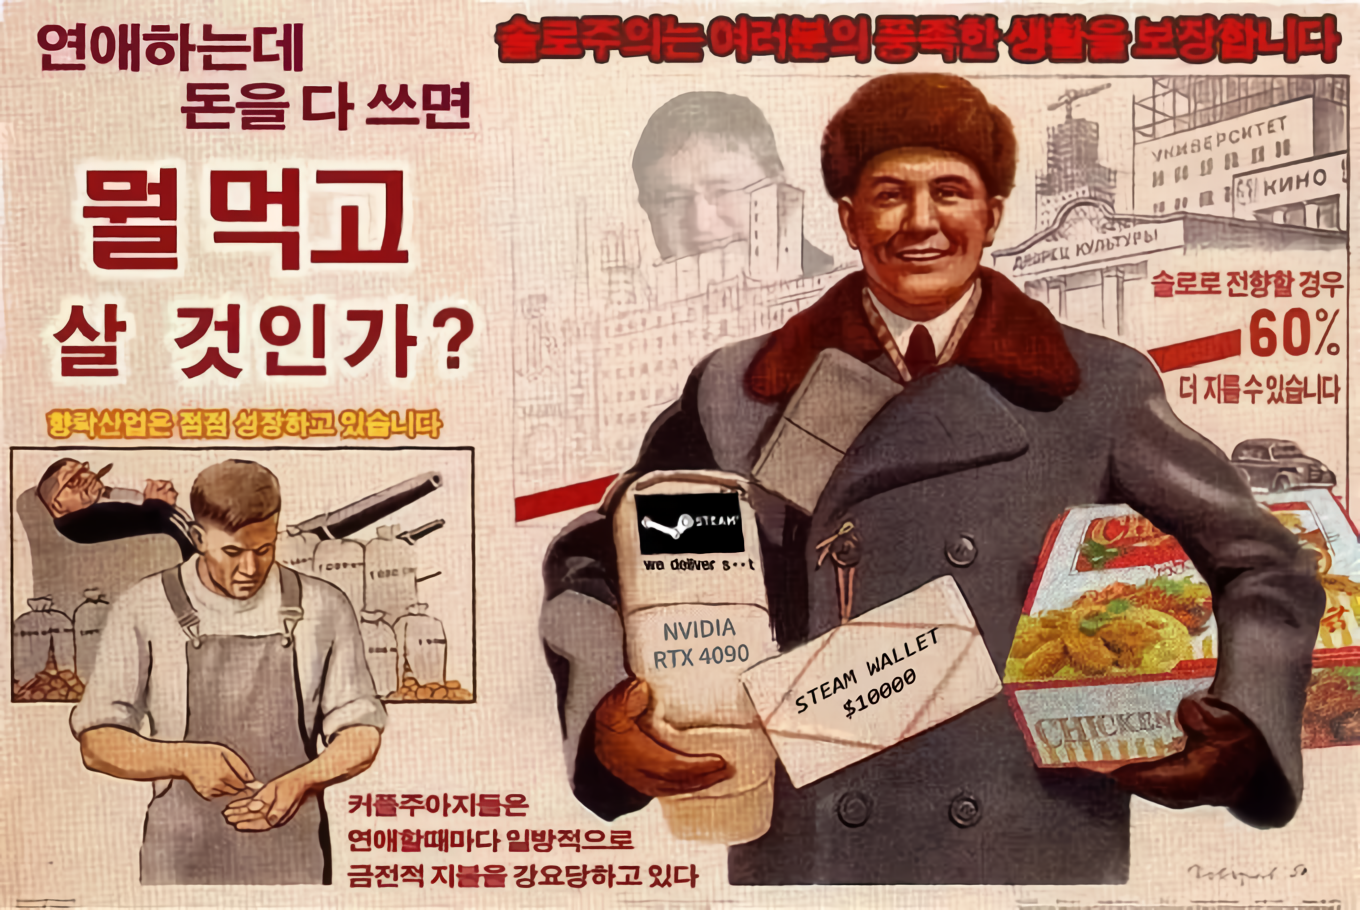 연애하는데
돈을 다 쓰면
뭘 먹고
살 것인가?
향락산업은 점점 성장하고 있습니다
커플주아지들은
연애할때마다 일방적으로
금전적 지불을 강요당하고 있다
솔로주의는 여러분의 풍족한 생활을 보장합니다
УНИВЕРСИТЕТ
КИНО
ДВОРЕЦ КУЛЬТУРЫ
솔로로 전향할 경우
60%
더 지를 수 있습니다
STEAM
we deliver s··t
NVIDIA
RTX 4090
STEAM WALLET
$10000
CHICKEN